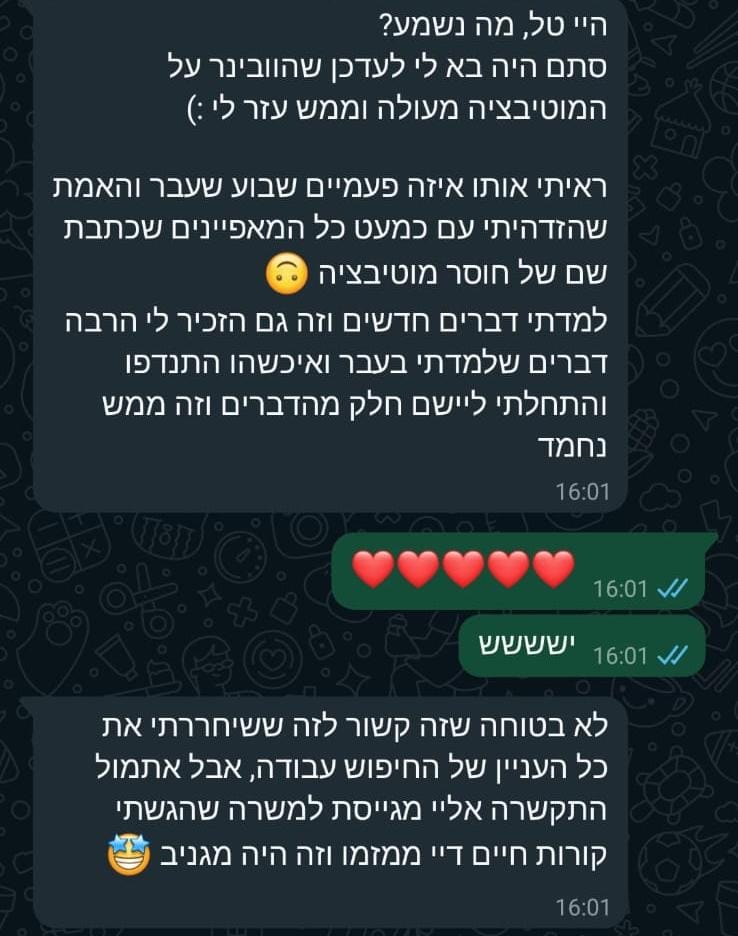 היי טל, מה נשמע?
סתם היה בא לי לעדכן שהוובינר על
המוטיבציה מעולה וממש עזר לי :)
ראיתי אותו איזה פעמיים שבוע שעבר והאמת
שהזדהיתי עם כמעט כל המאפיינים שכתבת
שם של חוסר מוטיבציה 🙃
למדתי דברים חדשים וזה גם הזכיר לי הרבה
דברים שלמדתי בעבר ואיכשהו התנדפו
והתחלתי ליישם חלק מהדברים וזה ממש
נחמד
16:01
❤️❤️❤️❤️❤️ 16:01
יששששש 16:01
לא בטוחה שזה קשור לזה ששיחררתי את
כל העניין של החיפוש עבודה, אבל אתמול
התקשרה אליי מגייסת למשרה שהגשתי
קורות חיים דיי ממזמו וזה היה מגניב 🤩
16:01